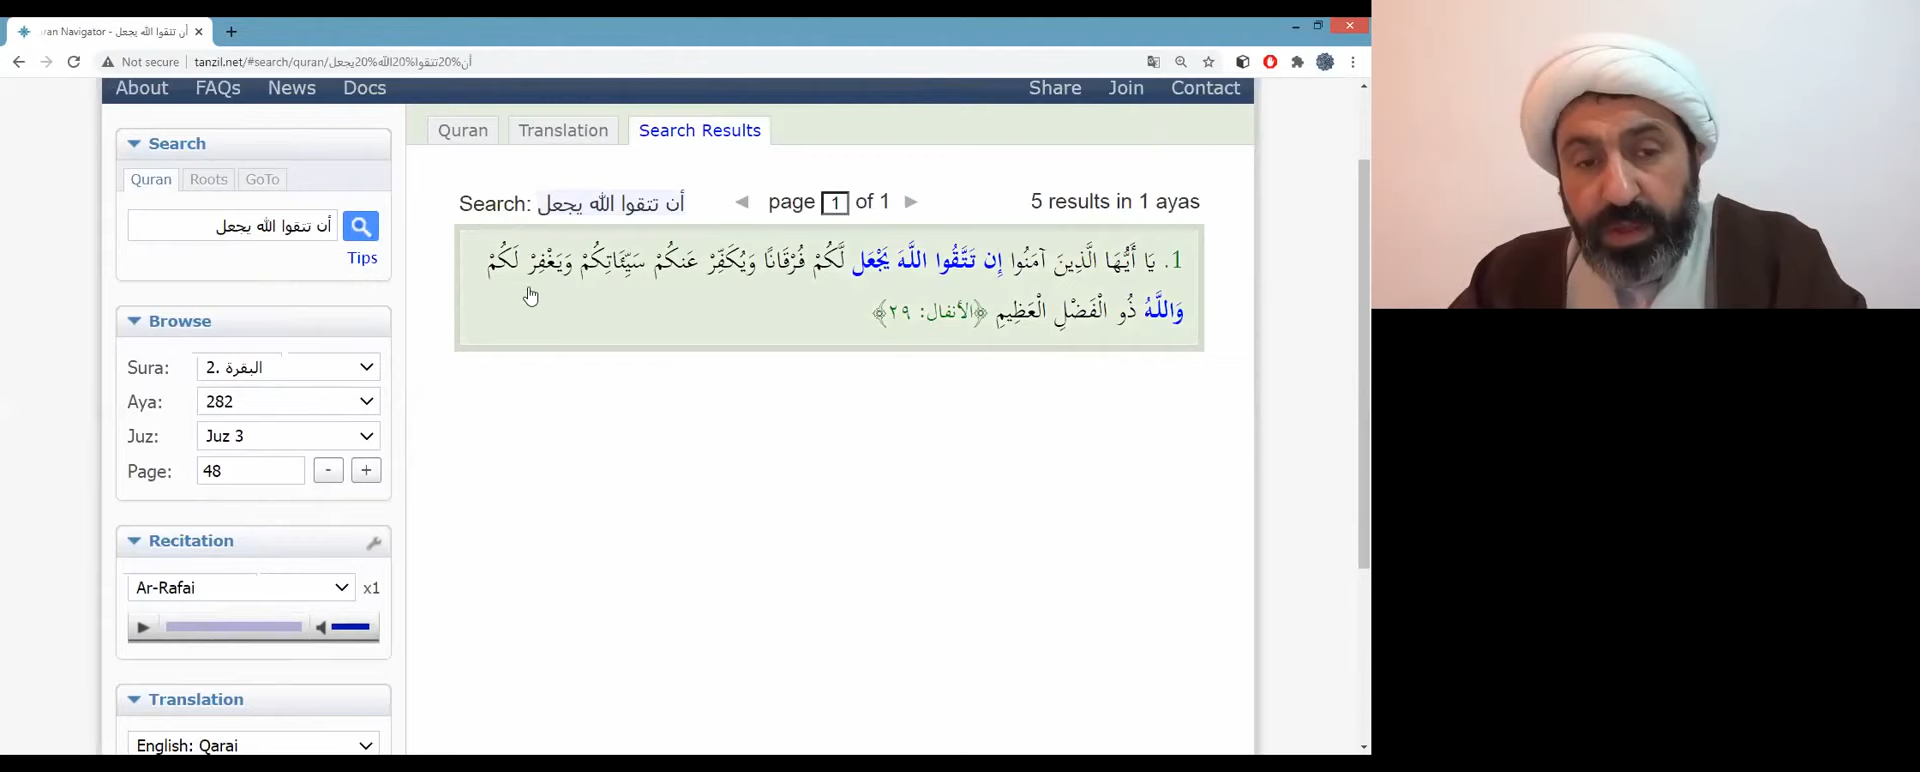 أن تتقوا الله يجعل - ran Navigator
Not secure
tanzil.net/#search/quran/أن%20تتقوا%20الله%20يجعل
About FAQs News Docs
Share Join Contact
Search
Quran Roots GoTo
أن تتقوا الله يجعل
Tips
Browse
Sura: 2. البقرة
Aya: 282
Juz: Juz 3
Page: 48 - +
Recitation
Ar-Rafai x1
Translation
English: Qarai
Quran Translation Search Results
Search: أن تتقوا الله يجعل page 1 of 1 5 results in 1 ayas
1. يَا أَيُّهَا الَّذِينَ آمَنُوا إِن تَتَّقُوا اللَّهَ يَجْعَل لَّكُمْ فُرْقَانًا وَيُكَفِّرْ عَنكُمْ سَيِّئَاتِكُمْ وَيَغْفِرْ لَكُمْ
وَاللَّهُ ذُو الْفَضْلِ الْعَظِيمِ ﴿الأنفال: ٢٩﴾